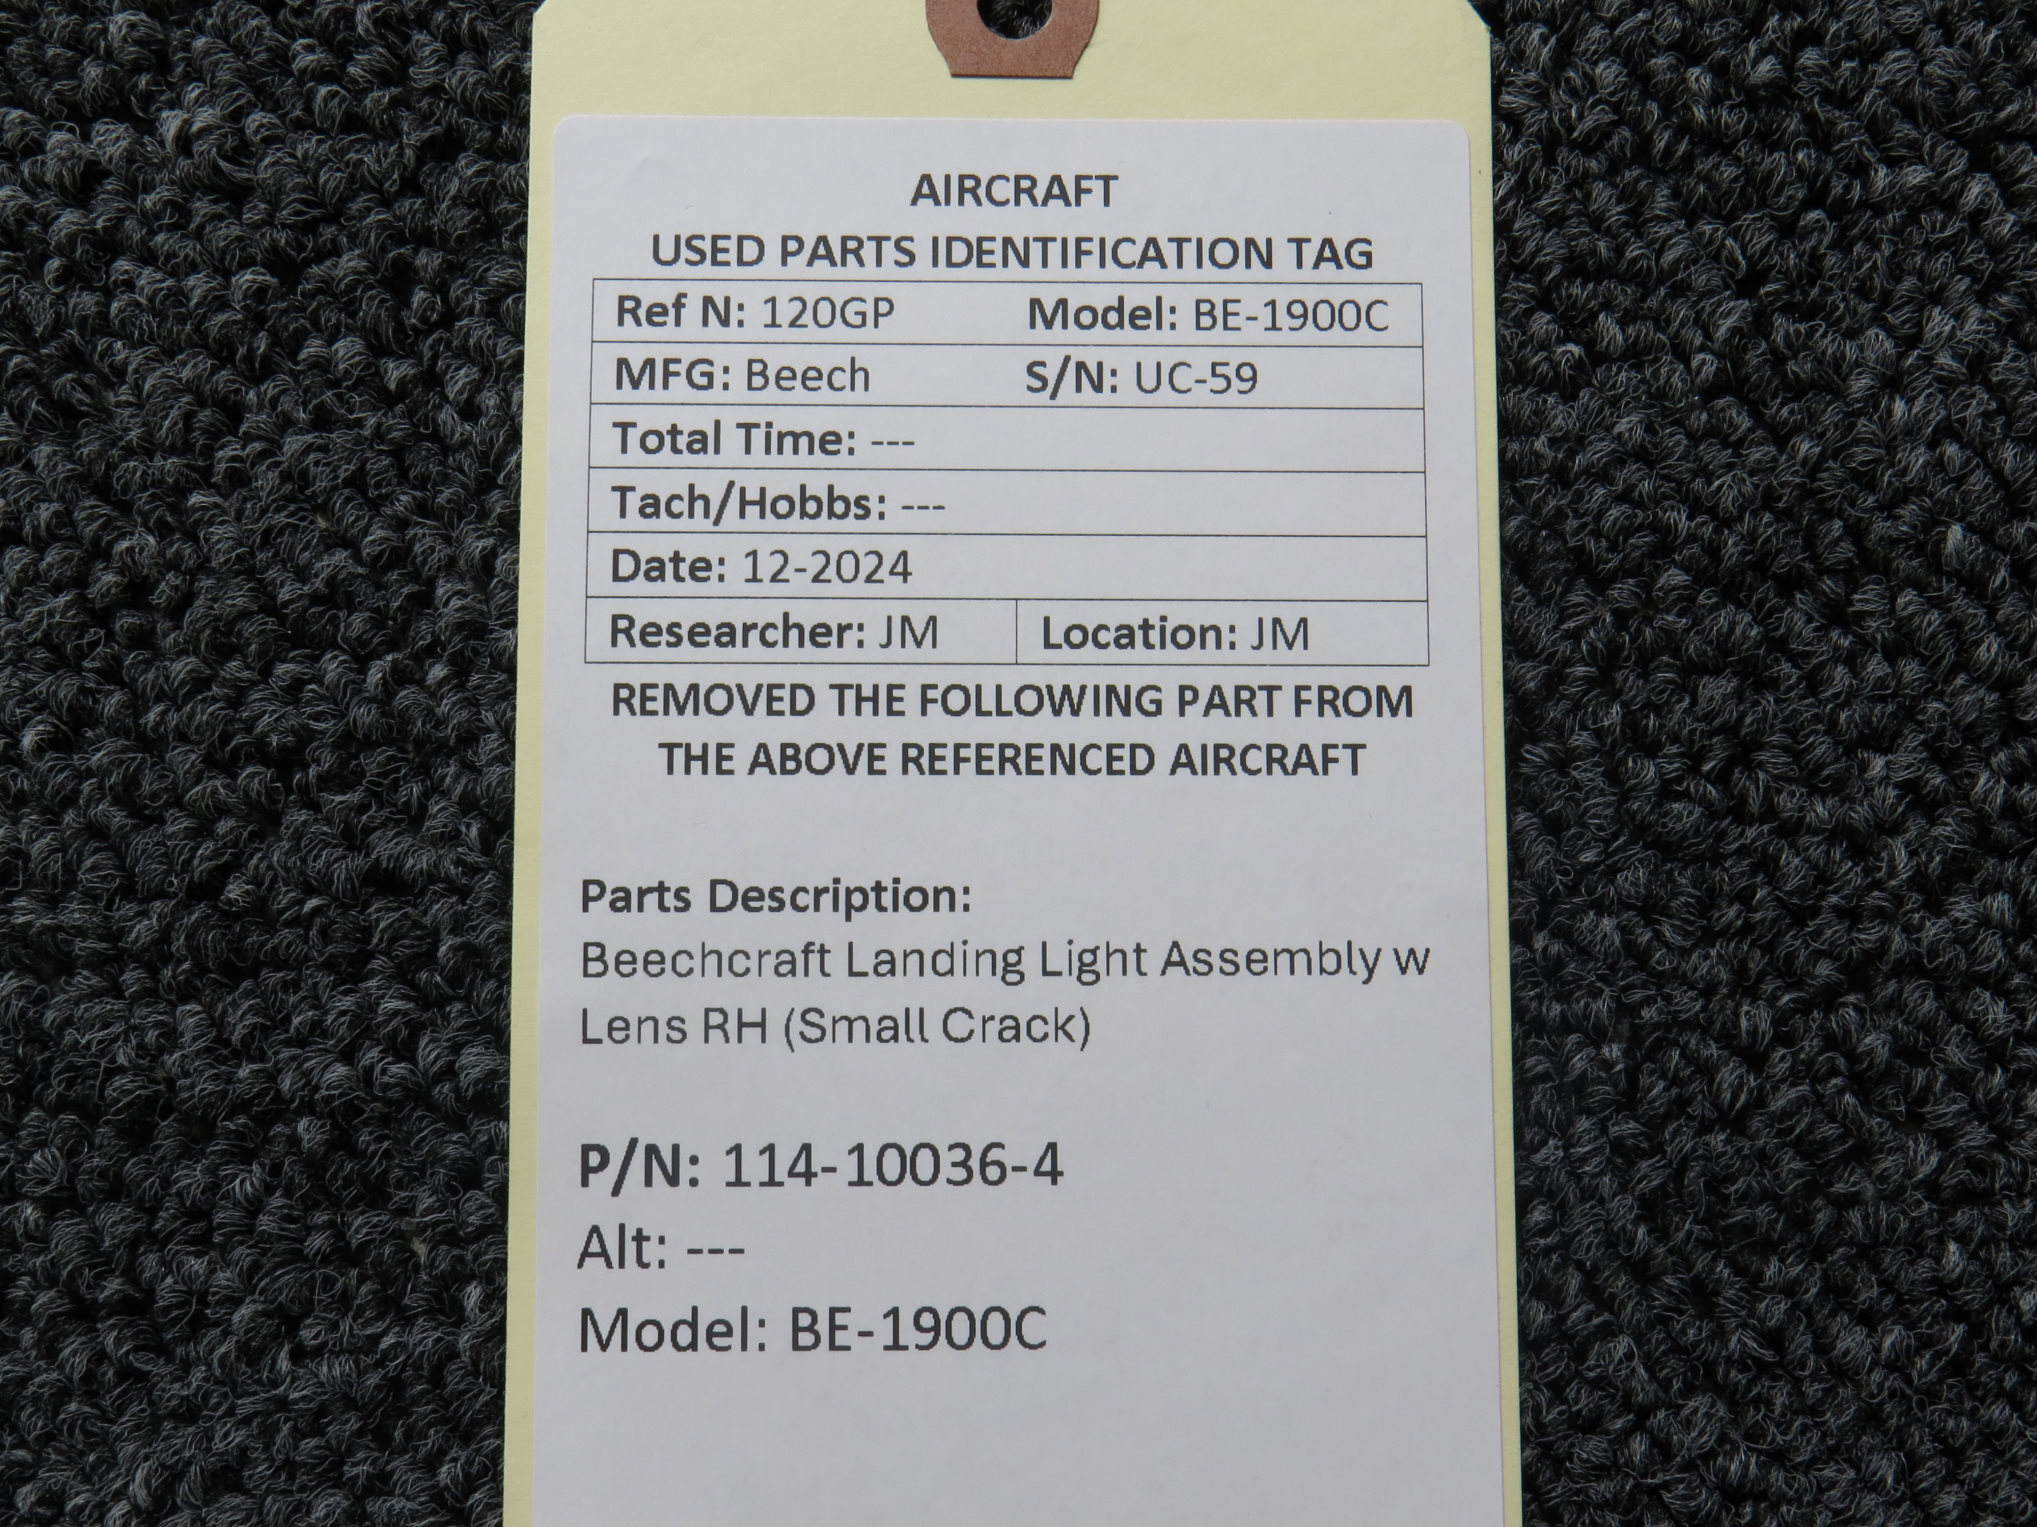 AIRCRAFT
USED PARTS IDENTIFICATION TAG
Ref N: 120GP Model: BE-1900C
MFG: Beech S/N: UC-59
Total Time: ---
Tach/Hobbs: ---
Date: 12-2024
Researcher: JM Location: JM
REMOVED THE FOLLOWING PART FROM
THE ABOVE REFERENCED AIRCRAFT
Parts Description:
Beechcraft Landing Light Assembly w
Lens RH (Small Crack)
P/N: 114-10036-4
Alt: ---
Model: BE-1900C